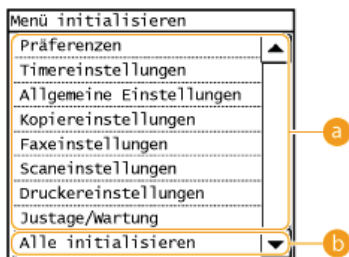 Menü initialisieren
Präferenzen
Timereinstellungen
Allgemeine Einstellungen
Kopiereinstellungen
Faxeinstellungen
Scaneinstellungen
Druckereinstellungen
Justage/Wartung
a
Alle initialisieren
b